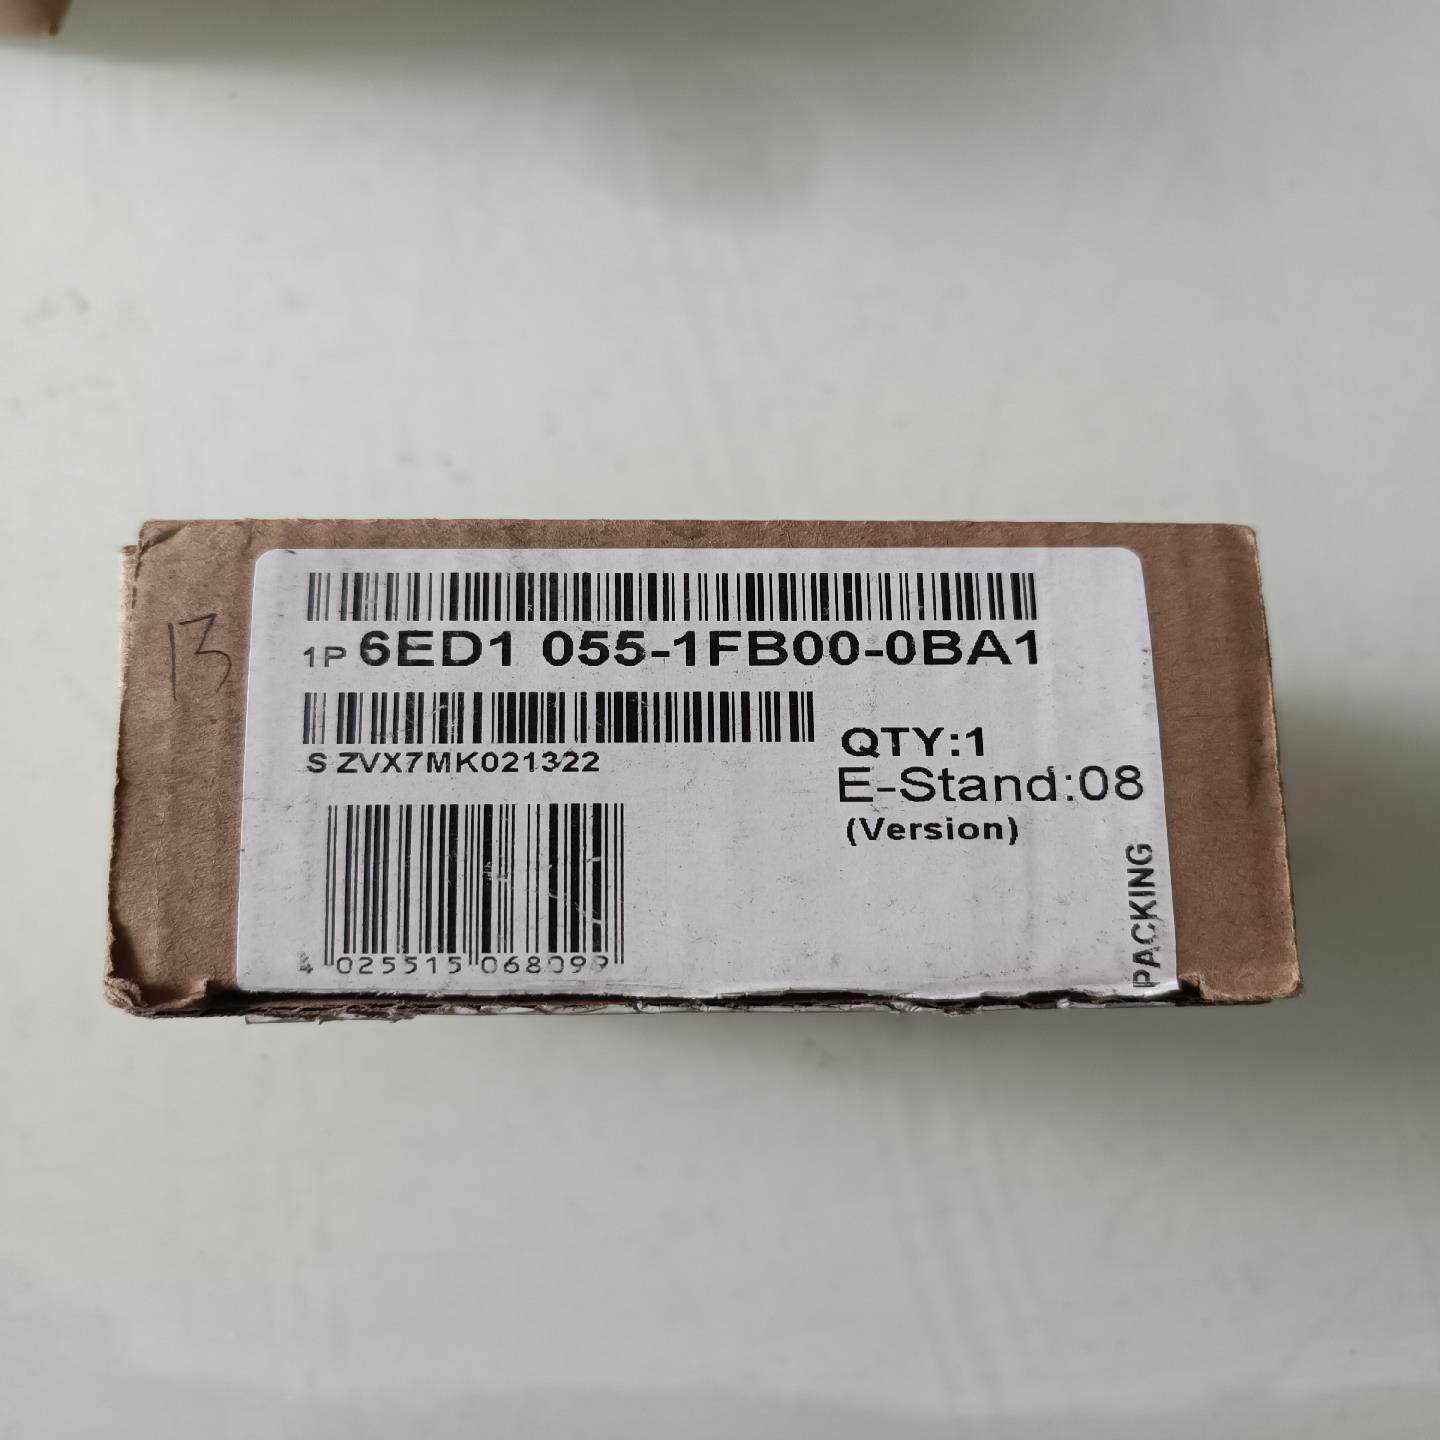 13
1P 6ED1 055-1FB00-0BA1
S ZVX7MK021322
QTY:1
E-Stand:08
(Version)
PACKING
4 025515 068099